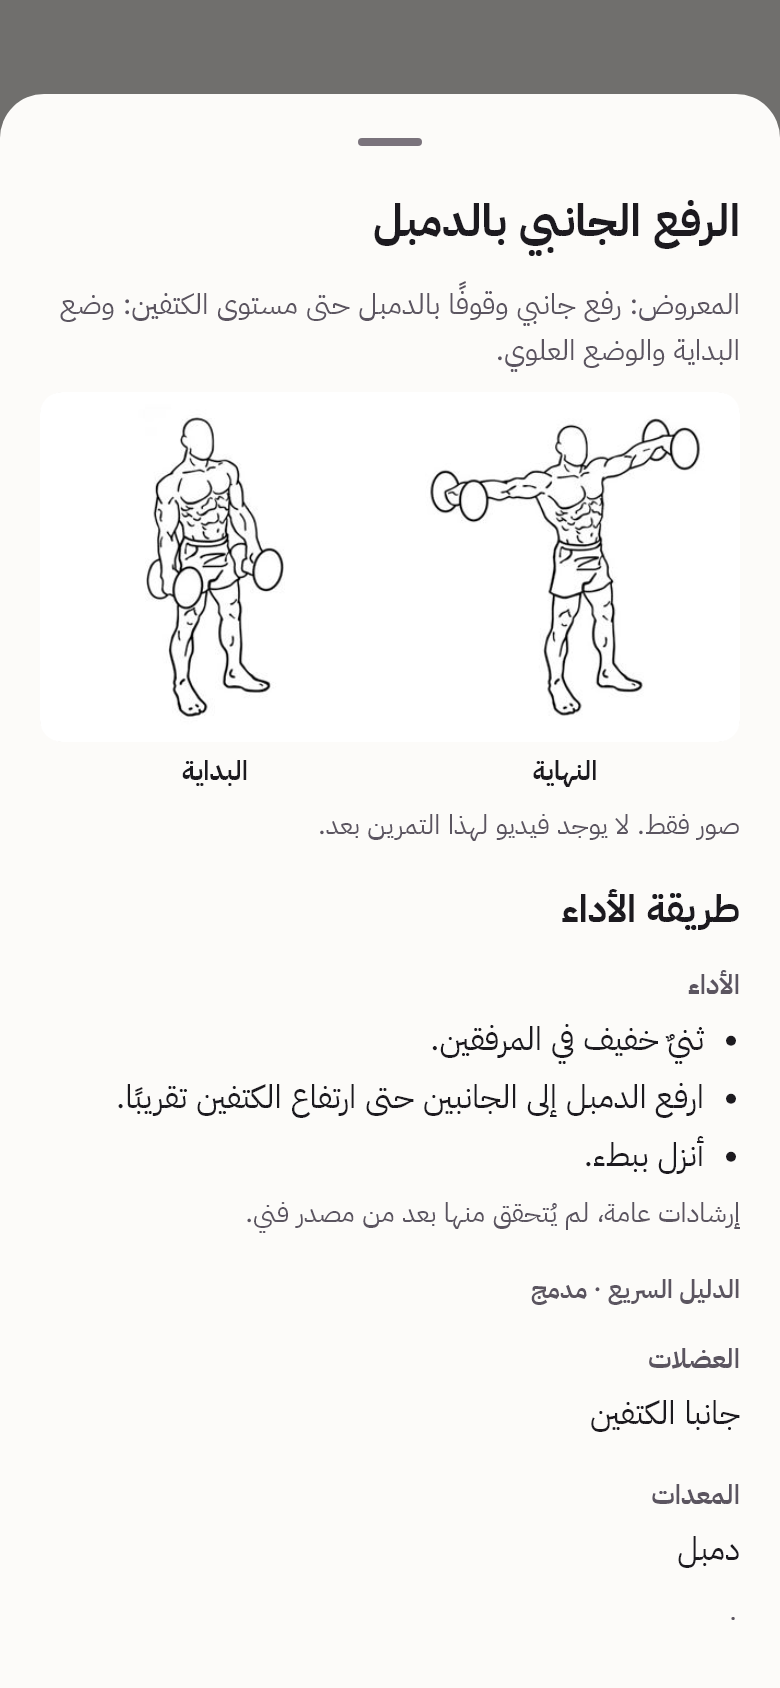 الرفع الجانبي بالدمبل
المعروض: رفع جانبي وقوفًا بالدمبل حتى مستوى الكتفين: وضع
البداية والوضع العلوي.
النهاية
البداية
صور فقط. لا يوجد فيديو لهذا التمرين بعد.
طريقة الأداء
الأداء
• ثنيٌ خفيف في المرفقين.
• ارفع الدمبل إلى الجانبين حتى ارتفاع الكتفين تقريبًا.
• أنزل ببطء.
إرشادات عامة، لم يُتحقق منها بعد من مصدر فني.
الدليل السريع · مدمج
العضلات
جانبا الكتفين
المعدات
دمبل
.